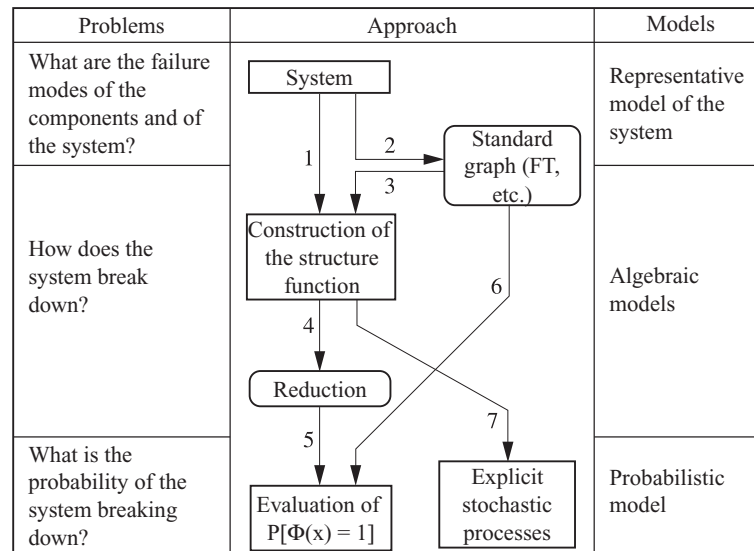 Problems
Approach
Models
What are the failure
modes of the
components and of
the system?
System
Representative
model of the
system
1
2
3
Standard
graph (FT,
etc.)
How does the
system break
down?
Construction of
the structure
function
6
Algebraic
models
4
Reduction
5
7
What is the
probability of the
system breaking
down?
Evaluation of
P[Φ(x) = 1]
Explicit
stochastic
processes
Probabilistic
model